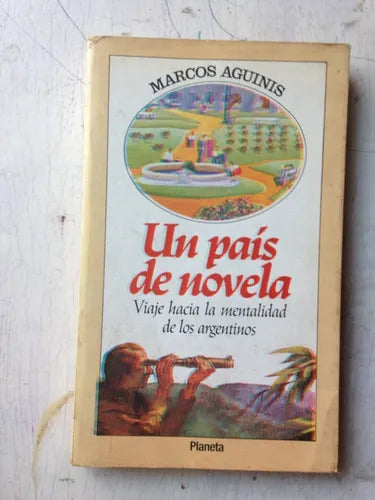 MARCOS AGUINIS
Un país
de novela
Viaje hacia la mentalidad
de los argentinos
Planeta